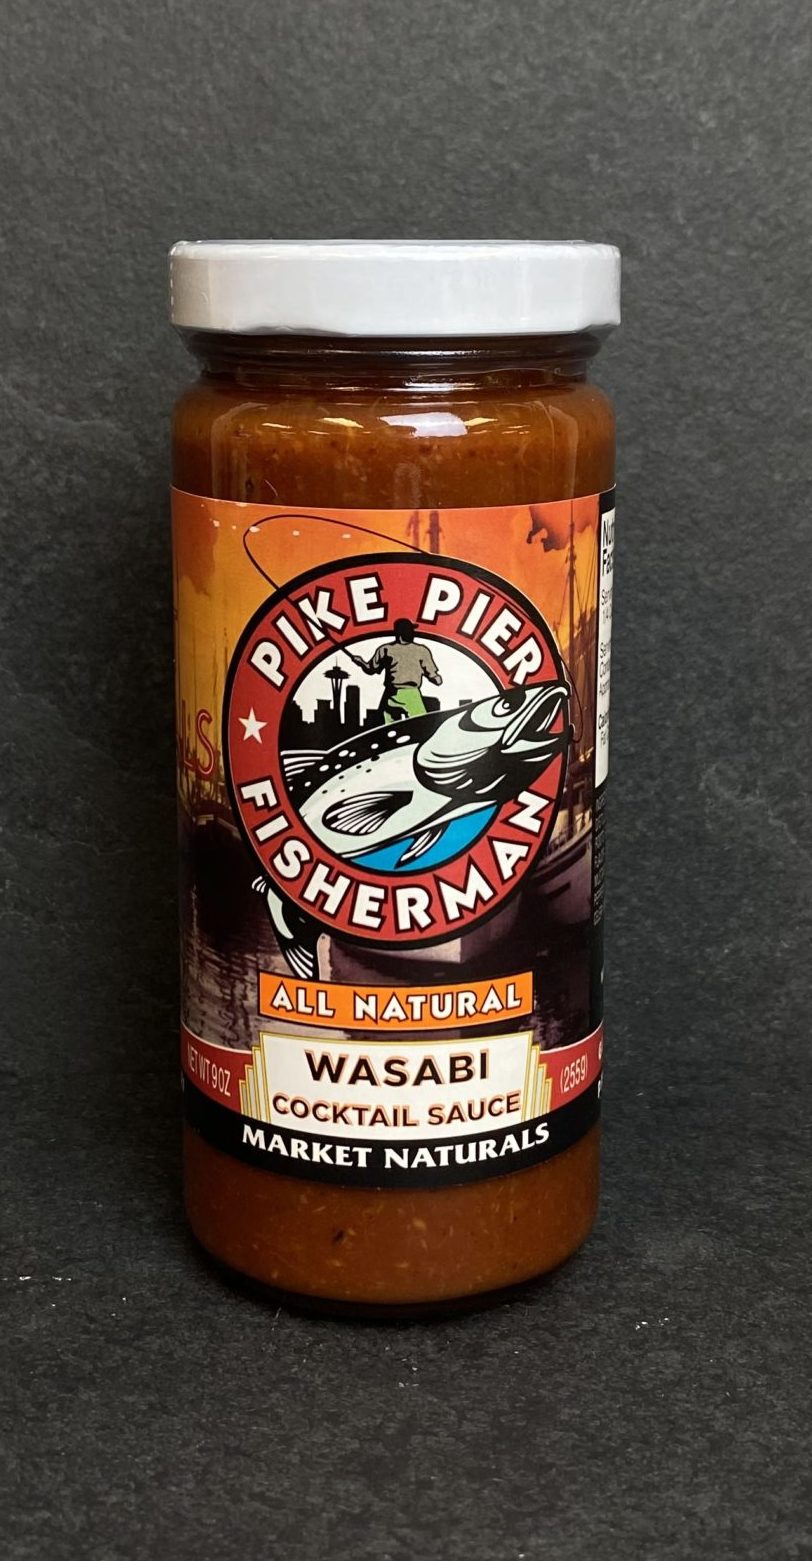 PIKE PIER
FISHERMAN
ALL NATURAL
WASABI
COCKTAIL SAUCE
NET WT 9 OZ
(255g)
MARKET NATURALS